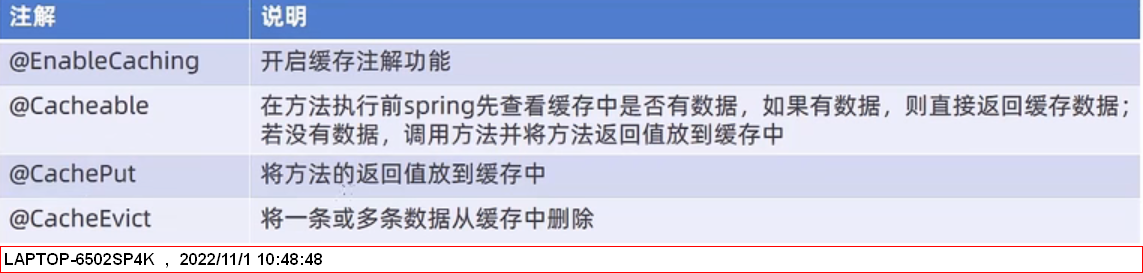 注解 说明
@EnableCaching 开启缓存注解功能
@Cacheable 在方法执行前spring先查看缓存中是否有数据，如果有数据，则直接返回缓存数据；
若没有数据，调用方法并将方法返回值放到缓存中
@CachePut 将方法的返回值放到缓存中
@CacheEvict 将一条或多条数据从缓存中删除
LAPTOP-6502SP4K , 2022/11/1 10:48:48